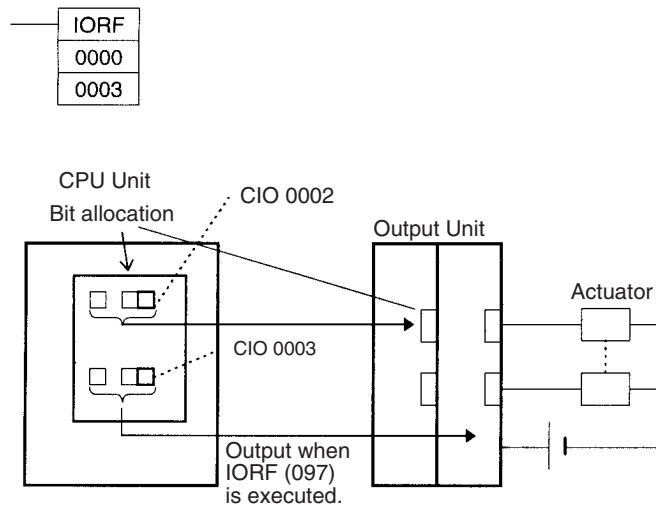 IORF
0000
0003
CPU Unit
Bit allocation
CIO 0002
Output Unit
Actuator
CIO 0003
Output when
IORF (097)
is executed.